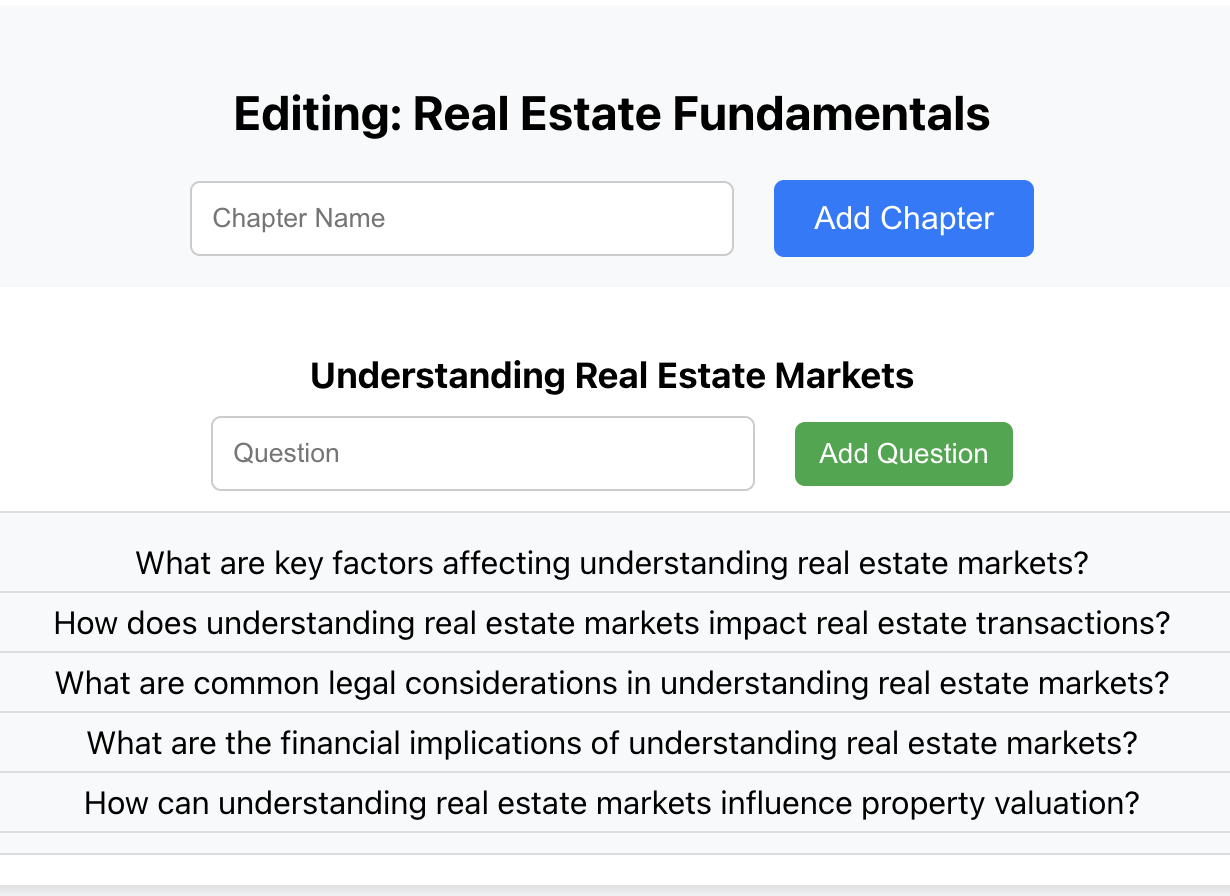 Editing: Real Estate Fundamentals
Chapter Name
Add Chapter
Understanding Real Estate Markets
Question
Add Question
What are key factors affecting understanding real estate markets?
How does understanding real estate markets impact real estate transactions?
What are common legal considerations in understanding real estate markets?
What are the financial implications of understanding real estate markets?
How can understanding real estate markets influence property valuation?